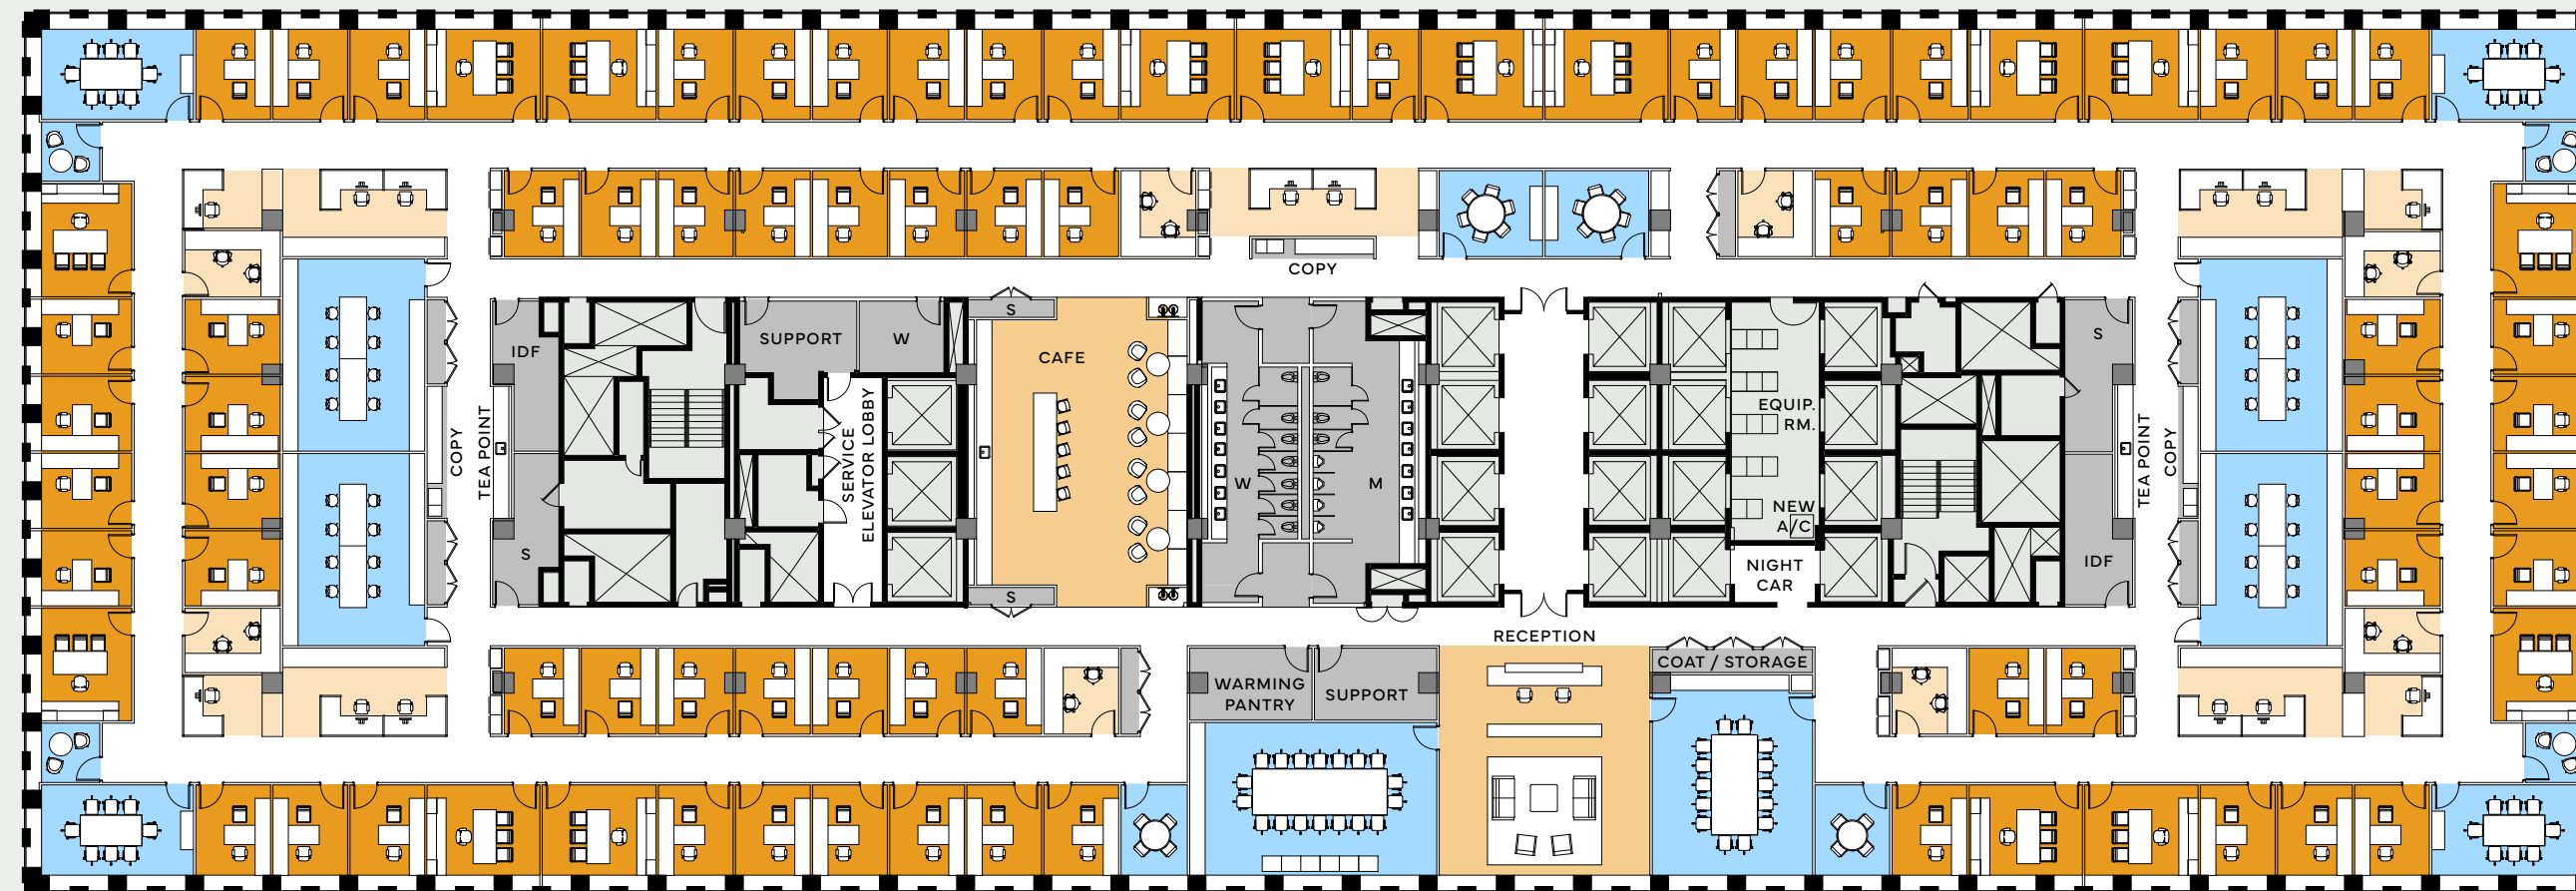 COPY
S
SUPPORT
W
IDF
CAFE
S
COPY
TEA POINT
SERVICE
ELEVATOR LOBBY
W
M
EQUIP.
RM.
NEW
A/C
TEA POINT
COPY
S
S
NIGHT
CAR
IDF
RECEPTION
COAT / STORAGE
WARMING
PANTRY
SUPPORT